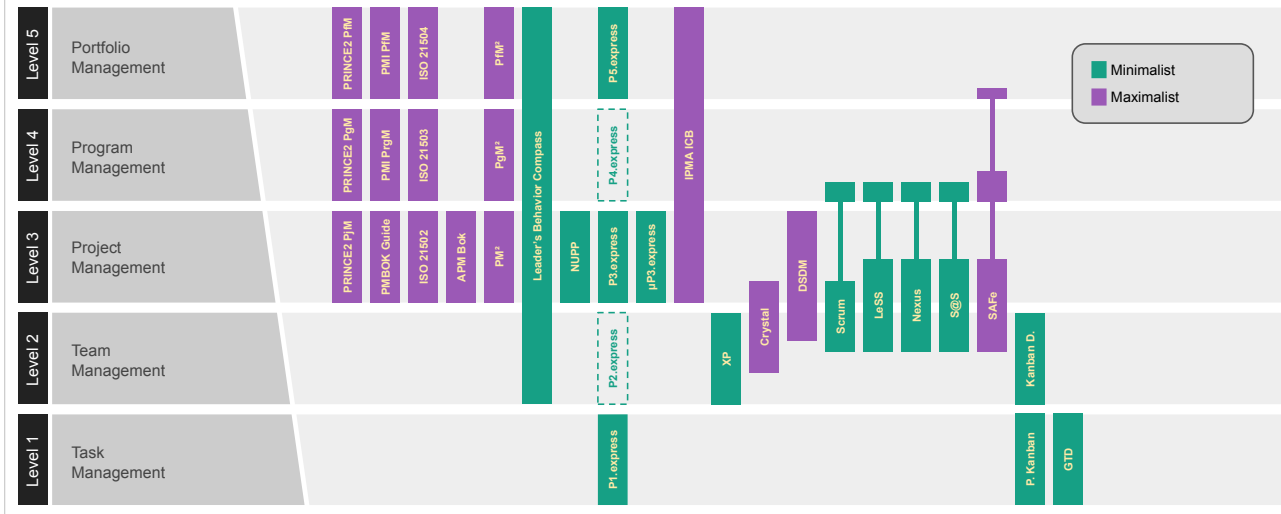 Level 5
Portfolio
Management
PRINCE2 PfM
PMI PfM
ISO 21504
PfM²
P5.express
Minimalist
Maximalist
Level 4
Program
Management
PRINCE2 PgM
PMI PrgM
ISO 21503
PgM²
Leader's Behavior Compass
P4.express
IPMA ICB
Level 3
Project
Management
PRINCE2 PjM
PMBOK Guide
ISO 21502
APM Bok
PM²
NUPP
P3.express
µP3.express
DSDM
Crystal
Scrum
LeSS
Nexus
S@S
SAFe
Level 2
Team
Management
P2.express
XP
Kanban D.
Level 1
Task
Management
P1.express
P. Kanban
GTD